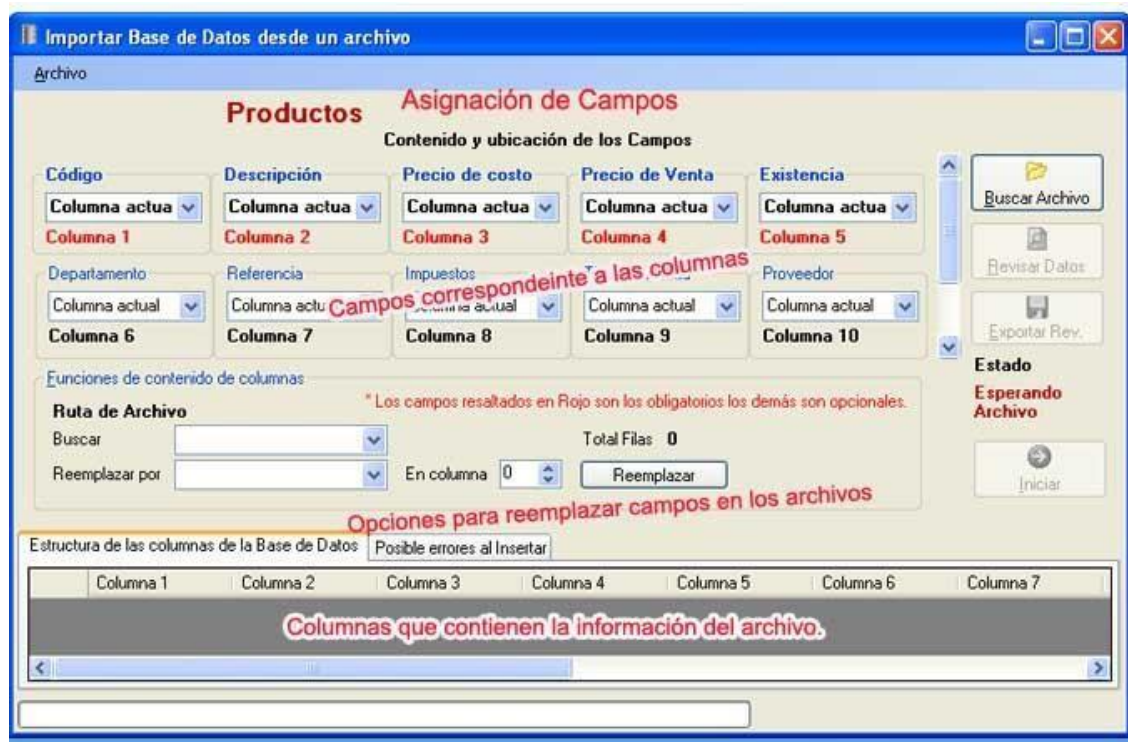 Importar Base de Datos desde un archivo
Archivo
Productos Asignación de Campos
Contenido y ubicación de los Campos
Código Descripción Precio de costo Precio de Venta Existencia
Columna actua Columna actua Columna actua Columna actua Columna actua
Columna 1 Columna 2 Columna 3 Columna 4 Columna 5
Buscar Archivo
Revisar Datos
Exportar Rev.
Departamento Referencia Impuestos Proveedor
Campos correspondeinte a las columnas
Columna actual Columna actual Columna actual Columna actual
Columna 6 Columna 7 Columna 8 Columna 9 Columna 10
Estado
Esperando
Archivo
Iniciar
Funciones de contenido de columnas
Ruta de Archivo
* Los campos resaltados en Rojo son los obligatorios los demás son opcionales.
Buscar Total Filas 0
Reemplazar por En columna 0 Reemplazar
Opciones para reemplazar campos en los archivos
Estructura de las columnas de la Base de Datos Posible errores al Insertar
Columna 1 Columna 2 Columna 3 Columna 4 Columna 5 Columna 6 Columna 7
Columnas que contienen la información del archivo.